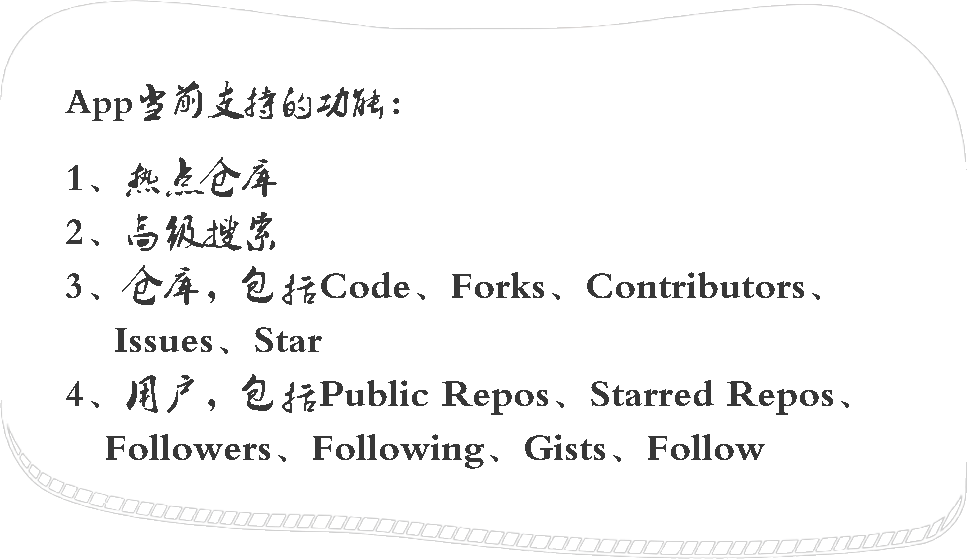 App当前支持的功能：
1、热点仓库
2、高级搜索
3、仓库，包括Code、Forks、Contributors、
Issues、Star
4、用户，包括Public Repos、Starred Repos、
Followers、Following、Gists、Follow